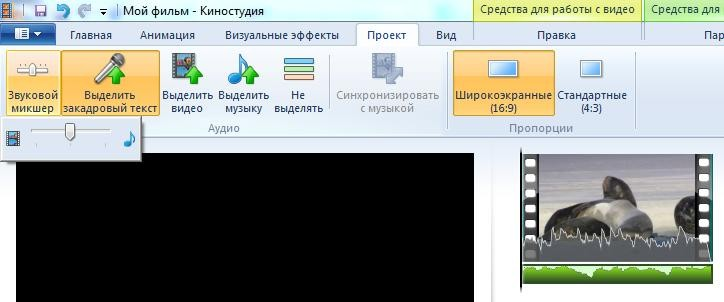 Мой фильм - Киностудия
Средства для работы с видео
Средства для
Главная
Анимация
Визуальные эффекты
Проект
Вид
Правка
Пар
Звуковой
микшер
Выделить
закадровый текст
Выделить
видео
Выделить
музыку
Не
выделять
Синхронизировать
с музыкой
Широкоэкранные
(16:9)
Стандартные
(4:3)
Аудио
Пропорции